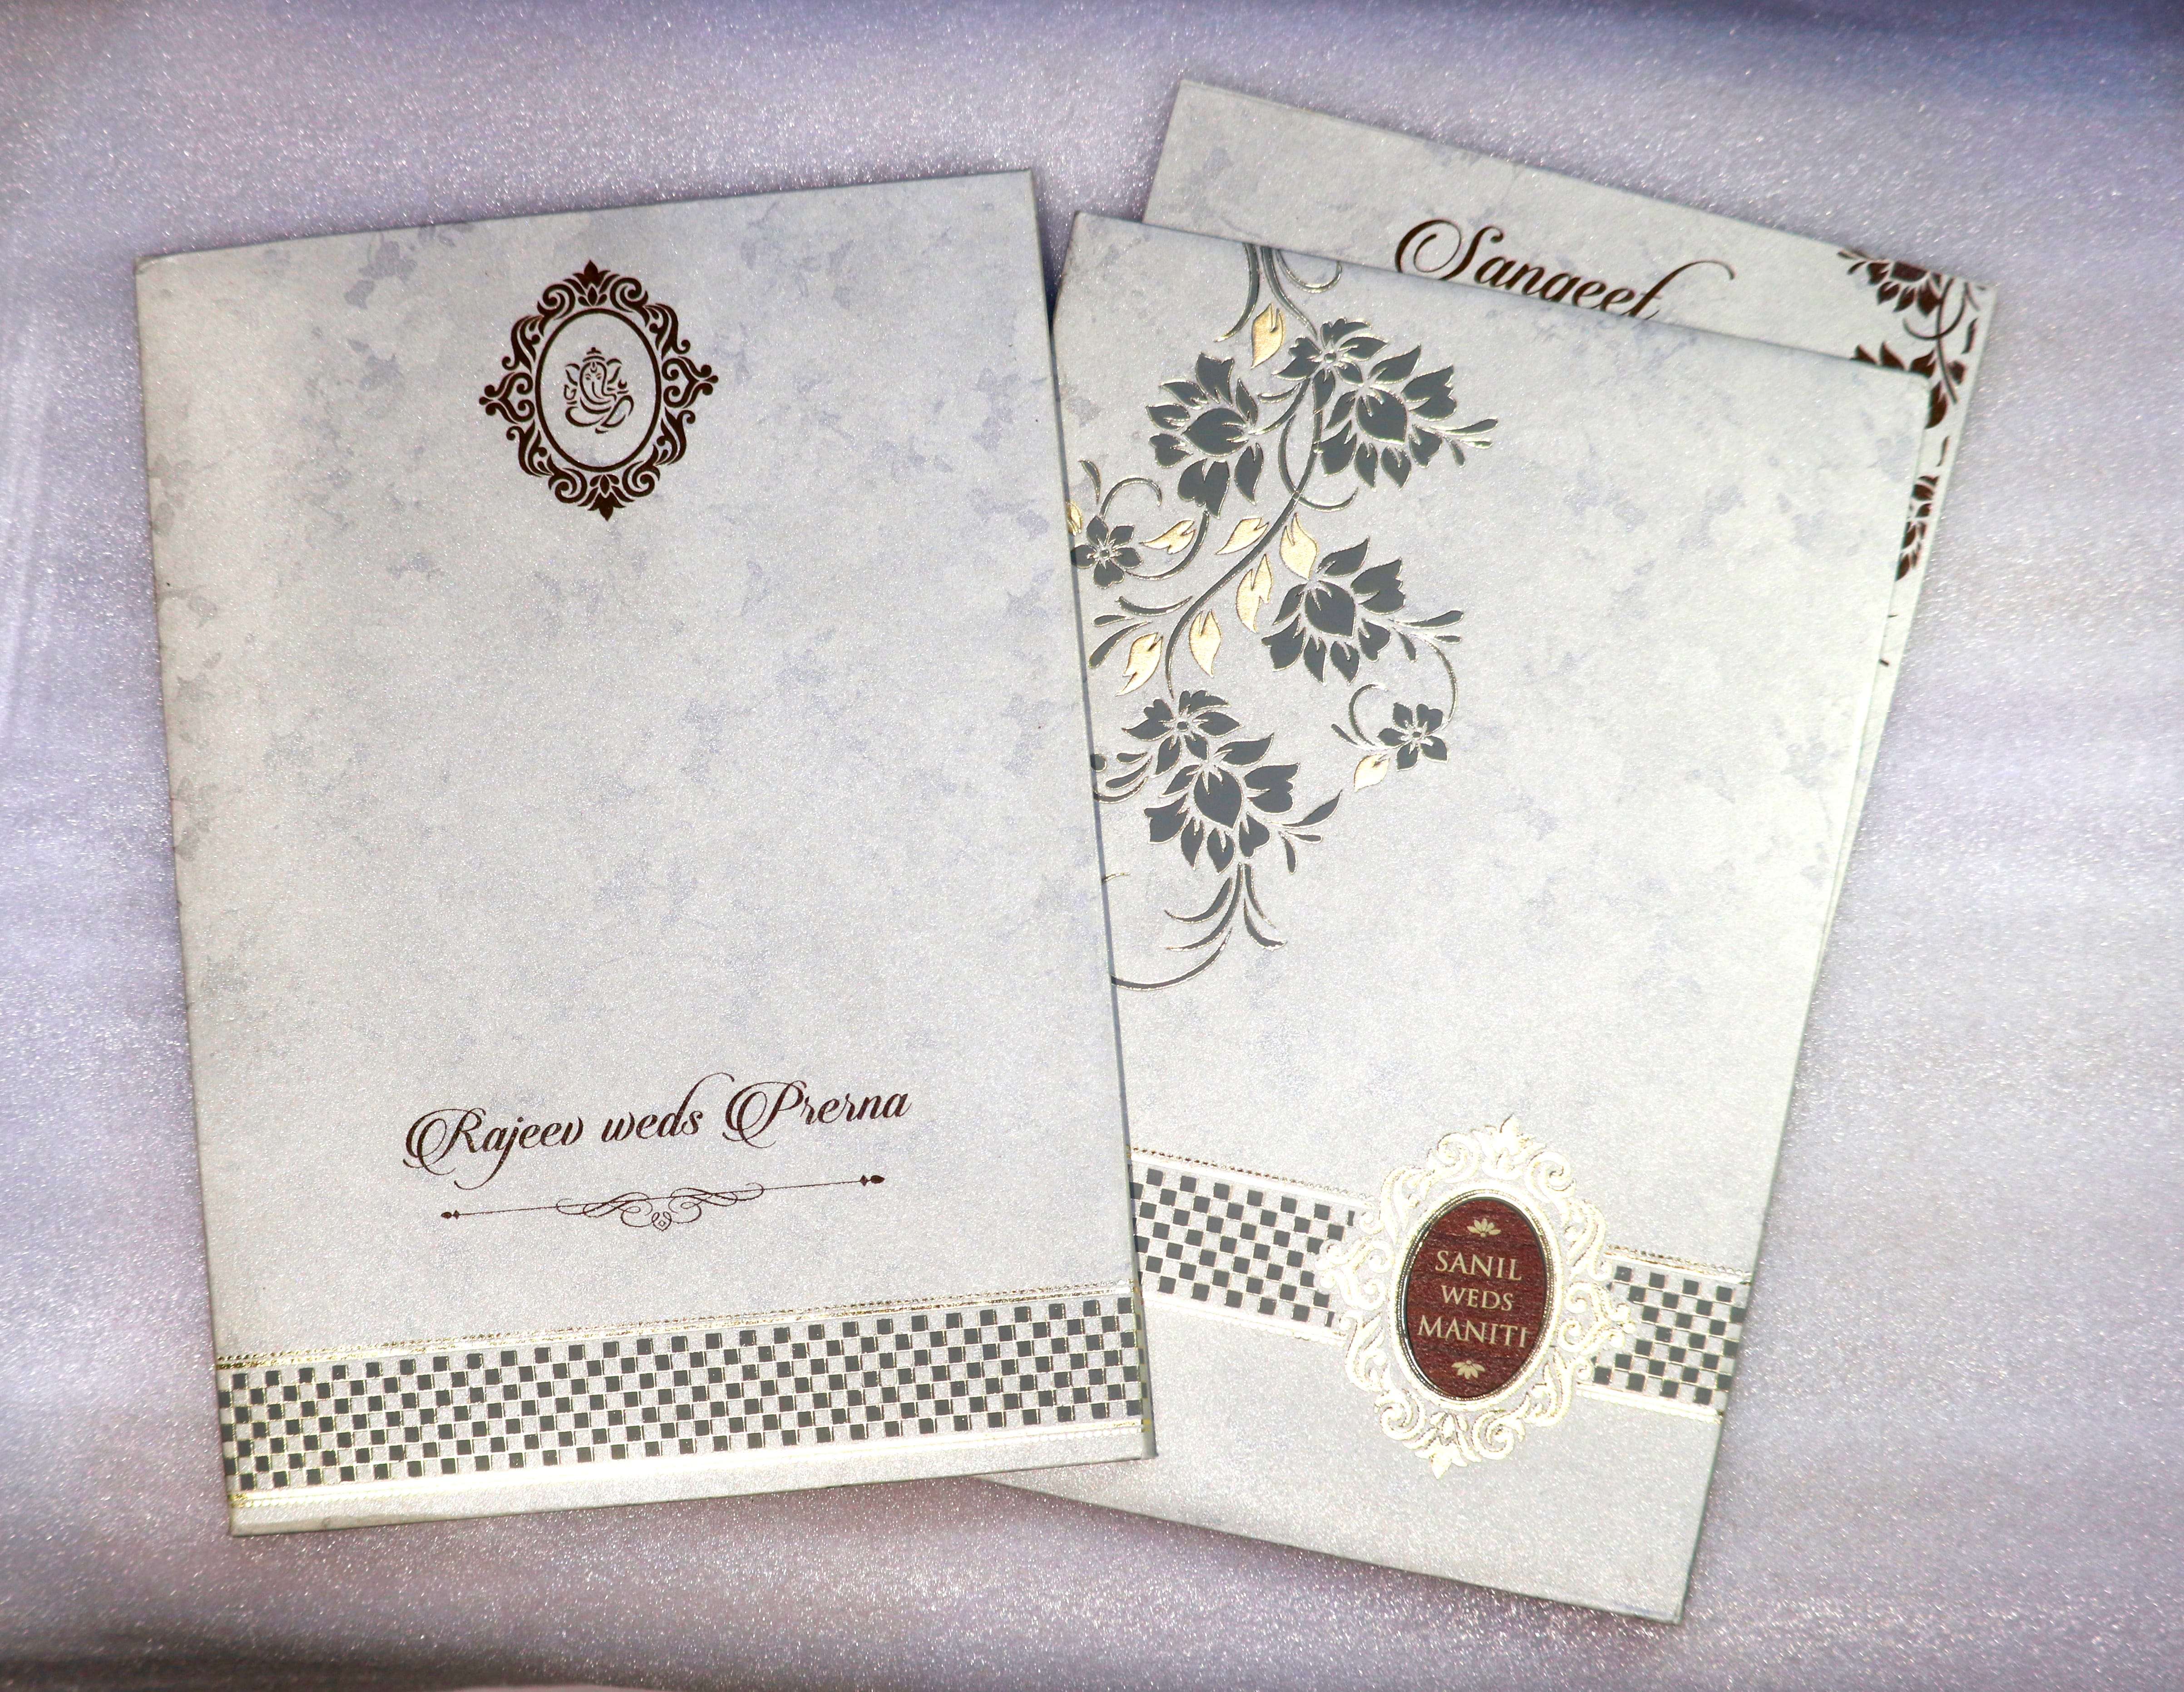 Rajeev weds Prerna
Sangeet
SANIL
WEDS
MANITI